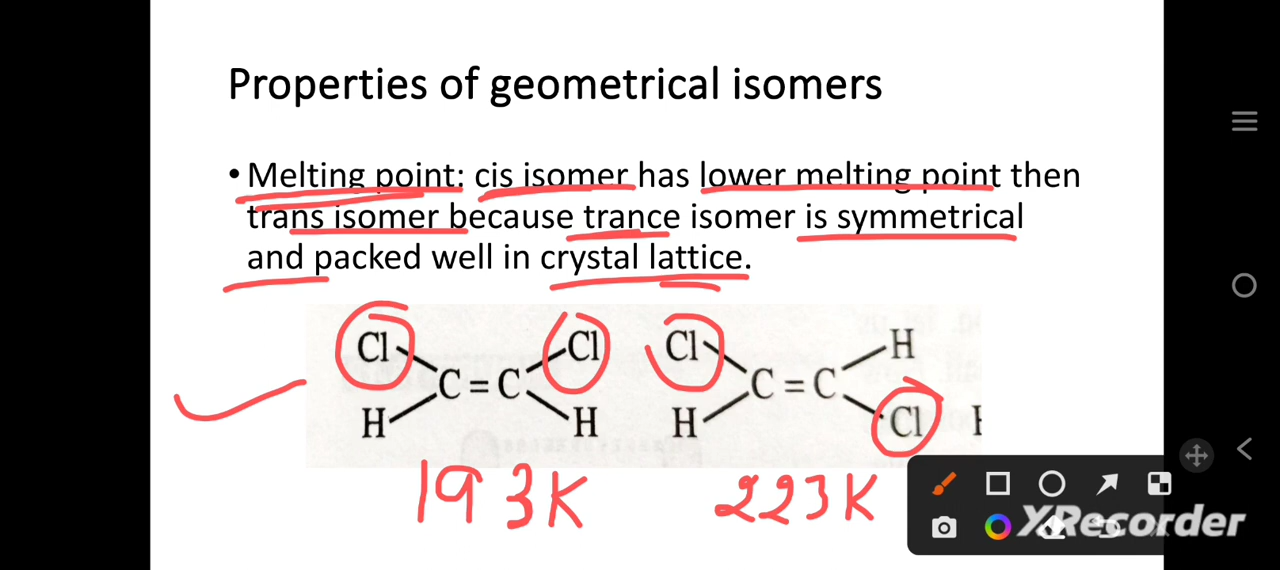 Properties of geometrical isomers
• Melting point: cis isomer has lower melting point then
trans isomer because trance isomer is symmetrical
and packed well in crystal lattice.
Cl Cl Cl H
C = C C = C
H H H Cl
193K 223K
XRecorder